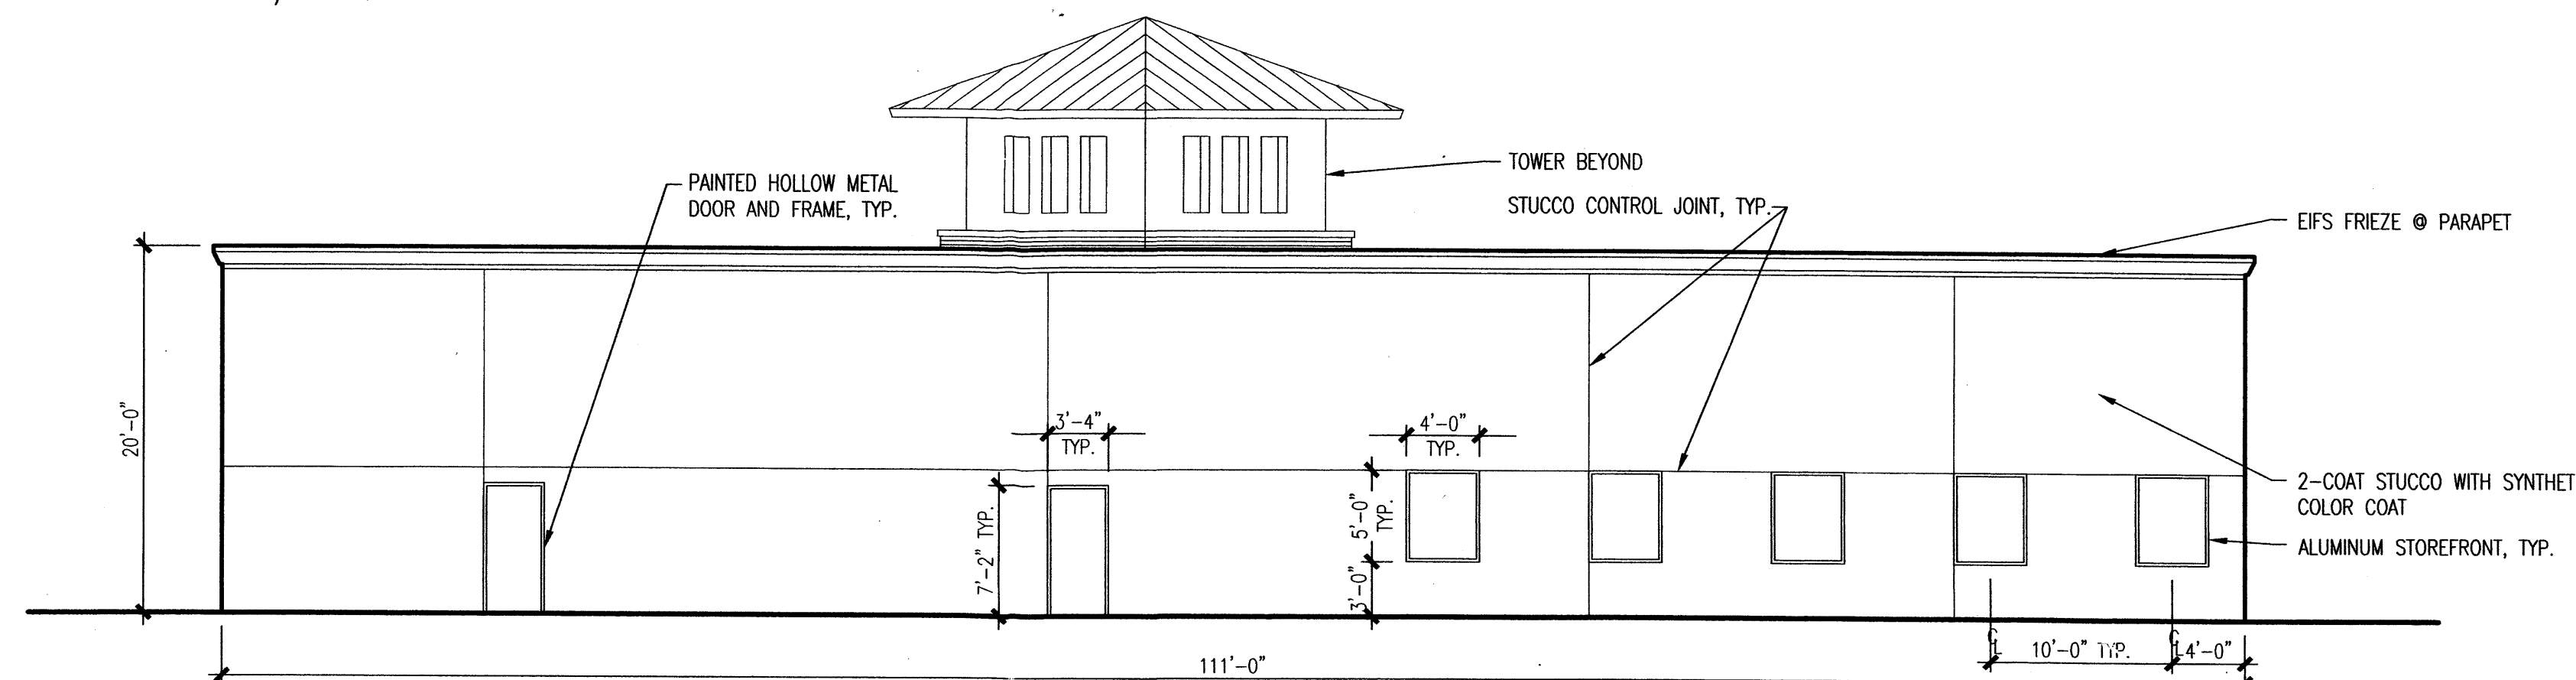 TOWER BEYOND
PAINTED HOLLOW METAL
DOOR AND FRAME, TYP.
STUCCO CONTROL JOINT, TYP.
EIFS FRIEZE @ PARAPET
20'-0"
3'-4"
TYP.
4'-0"
TYP.
7'-2" TYP.
5'-0"
TYP.
3'-0"
2-COAT STUCCO WITH SYNTHET
COLOR COAT
ALUMINUM STOREFRONT, TYP.
10'-0" TYP.
4'-0"
111'-0"